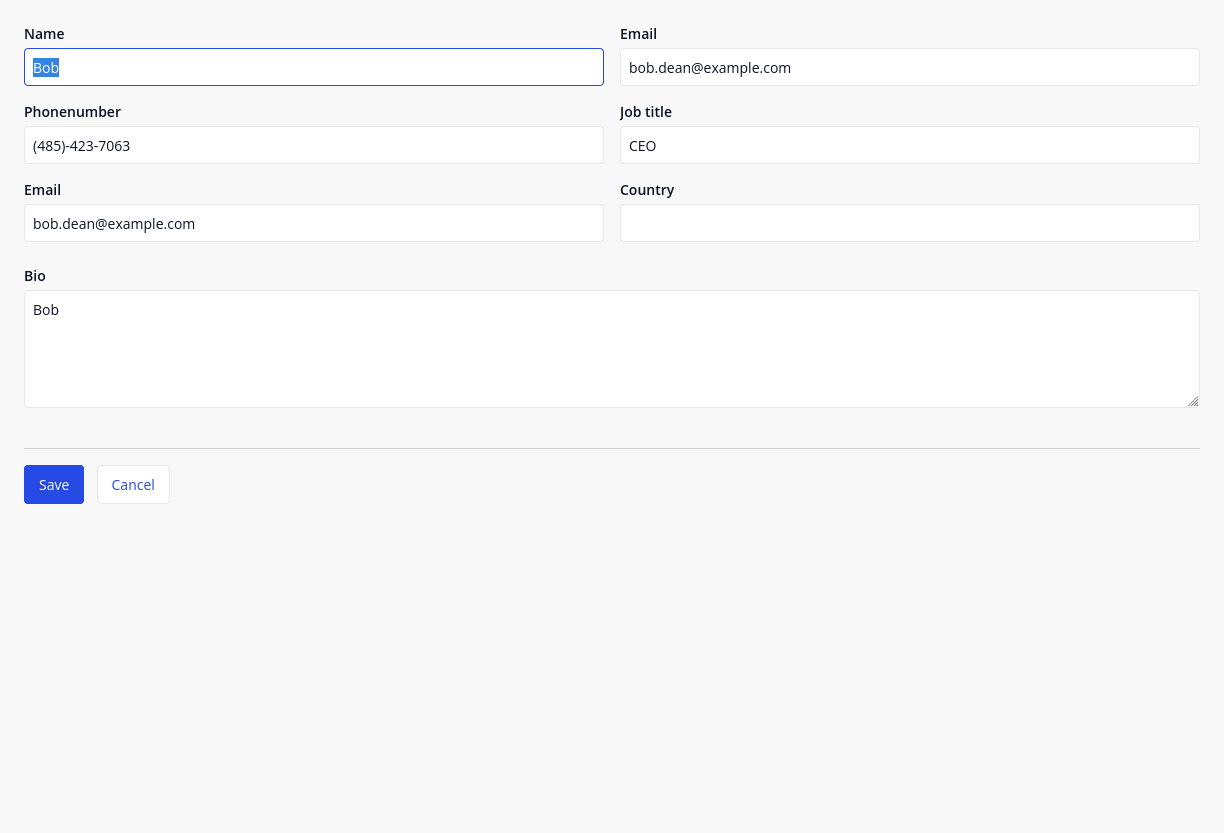 Name
Email
Bob
bob.dean@example.com
Phonenumber
Job title
(485)-423-7063
CEO
Email
Country
bob.dean@example.com
Bio
Bob
Save
Cancel